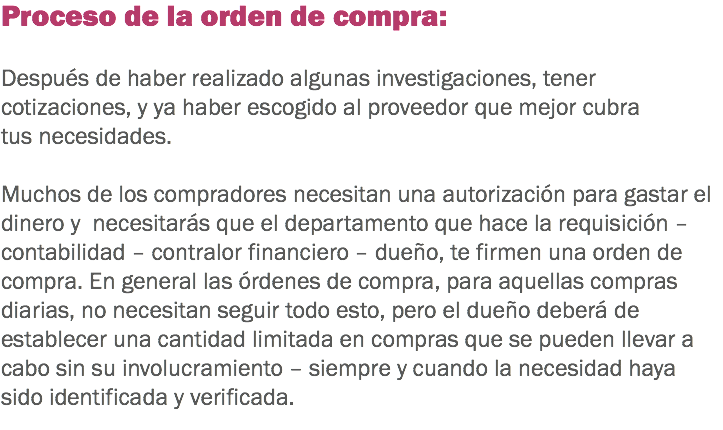 Proceso de la orden de compra:
Después de haber realizado algunas investigaciones, tener
cotizaciones, y ya haber escogido al proveedor que mejor cubra
tus necesidades.
Muchos de los compradores necesitan una autorización para gastar el
dinero y  necesitarás que el departamento que hace la requisición –
contabilidad – contralor financiero – dueño, te firmen una orden de
compra. En general las órdenes de compra, para aquellas compras
diarias, no necesitan seguir todo esto, pero el dueño deberá de
establecer una cantidad limitada en compras que se pueden llevar a
cabo sin su involucramiento – siempre y cuando la necesidad haya
sido identificada y verificada.